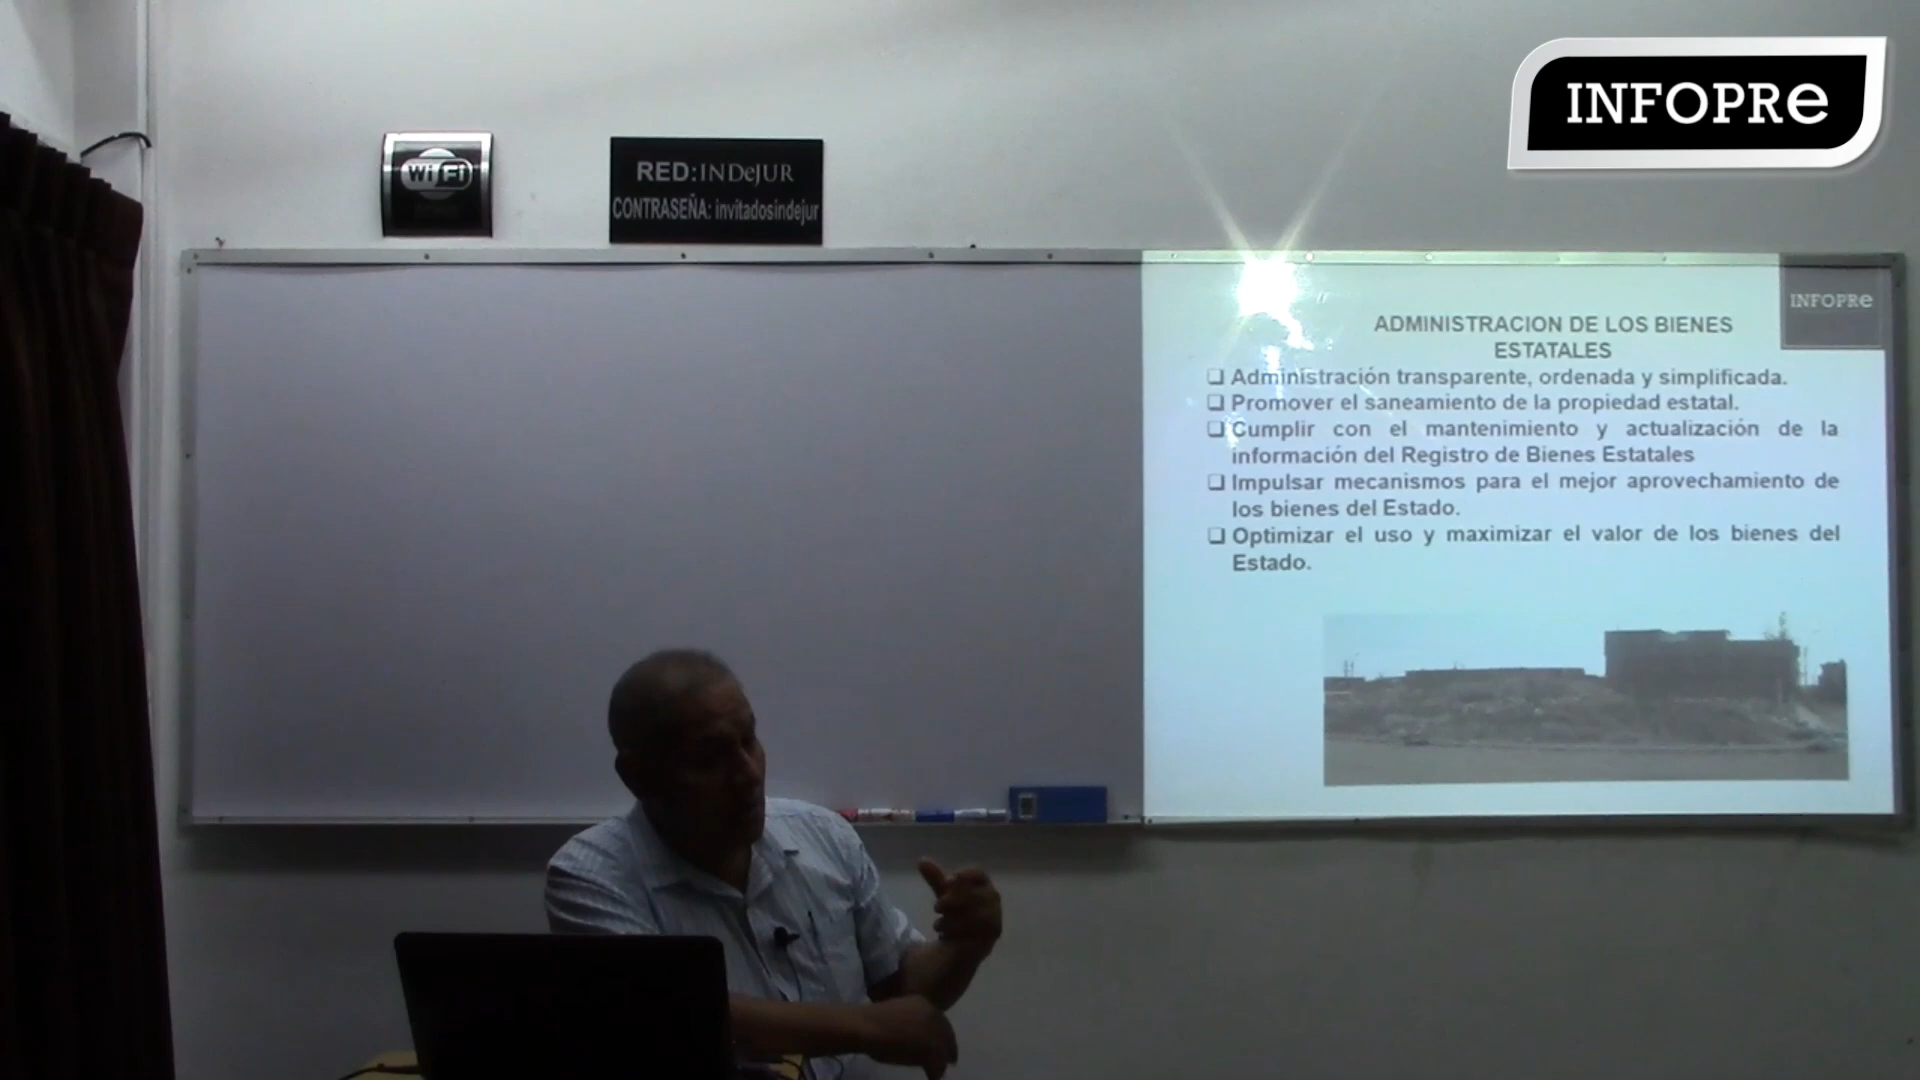 INFOPRe
WiFi
RED:INDeJUR
CONTRASEÑA: invitadosindejur
INFOPRe
ADMINISTRACION DE LOS BIENES
ESTATALES
❑ Administración transparente, ordenada y simplificada.
❑ Promover el saneamiento de la propiedad estatal.
❑ Cumplir con el mantenimiento y actualización de la
información del Registro de Bienes Estatales
❑ Impulsar mecanismos para el mejor aprovechamiento de
los bienes del Estado.
❑ Optimizar el uso y maximizar el valor de los bienes del
Estado.